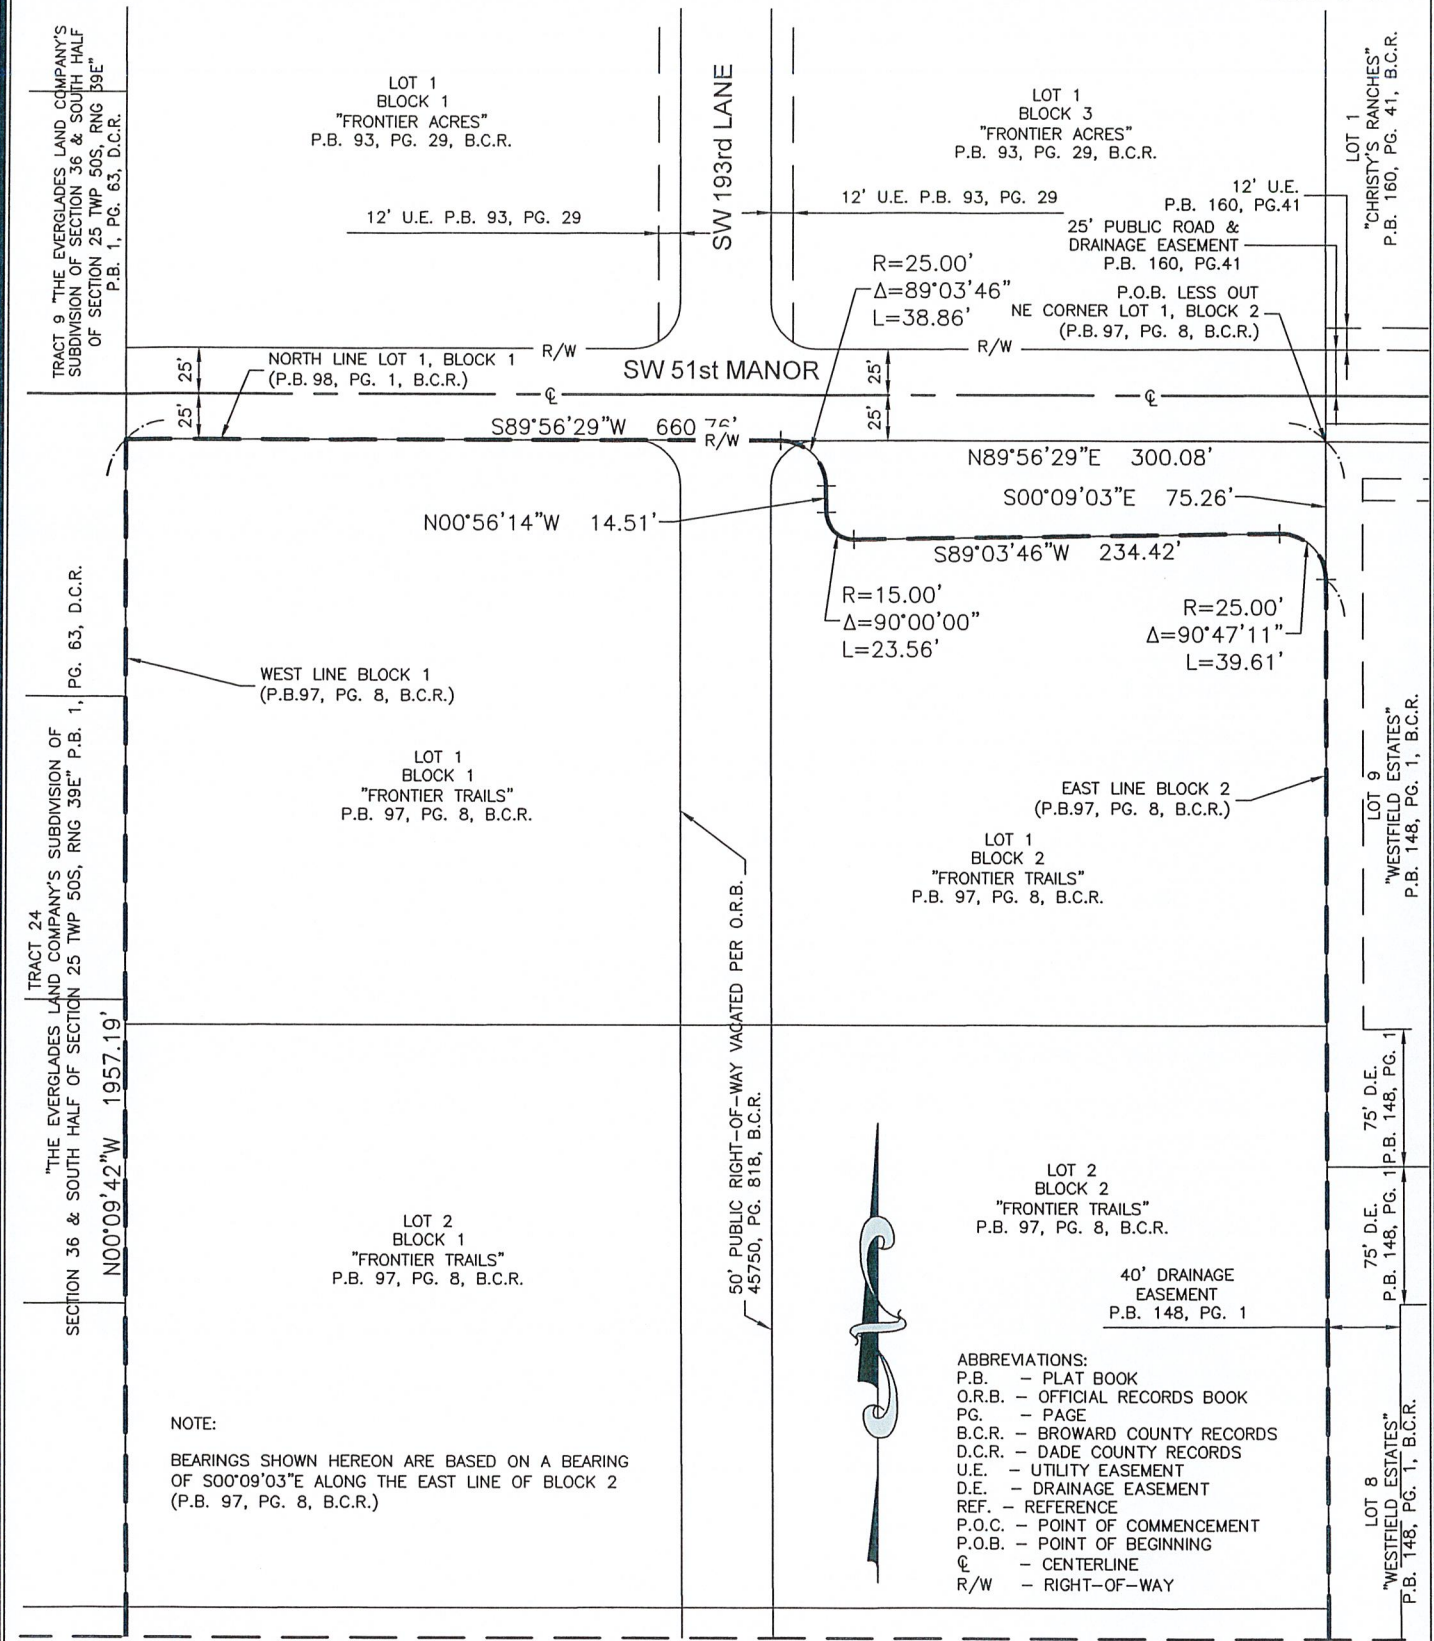 TRACT 9 "THE EVERGLADES LAND COMPANY'S
SUBDIVISION OF SECTION 36 & SOUTH HALF
OF SECTION 25 TWP 50S, RNG 39E"
P.B. 1, PG. 63, D.C.R.
LOT 1
BLOCK 1
"FRONTIER ACRES"
P.B. 93, PG. 29, B.C.R.
12' U.E. P.B. 93, PG. 29
SW 193rd LANE
LOT 1
BLOCK 3
"FRONTIER ACRES"
P.B. 93, PG. 29, B.C.R.
12' U.E. P.B. 93, PG. 29
LOT 1
"CHRISTY'S RANCHES"
P.B. 160, PG. 41, B.C.R.
12' U.E.
P.B. 160, PG.41
25' PUBLIC ROAD &
DRAINAGE EASEMENT
P.B. 160, PG.41
R=25.00'
Δ=89°03'46"
L=38.86'
P.O.B. LESS OUT
NE CORNER LOT 1, BLOCK 2
(P.B.97, PG. 8, B.C.R.)
R/W
R/W
25'
NORTH LINE LOT 1, BLOCK 1
(P.B. 98, PG. 1, B.C.R.)
SW 51st MANOR
25'
℄
℄
25'
25'
S89°56'29"W 660
R/W
N89°56'29"E 300.08'
S00°09'03"E 75.26'
N00°56'14"W 14.51'
S89°03'46"W 234.42'
R=15.00'
Δ=90°00'00"
L=23.56'
R=25.00'
Δ=90°47'11"
L=39.61'
WEST LINE BLOCK 1
(P.B.97, PG. 8, B.C.R.)
LOT 1
BLOCK 1
"FRONTIER TRAILS"
P.B. 97, PG. 8, B.C.R.
EAST LINE BLOCK 2
(P.B.97, PG. 8, B.C.R.)
LOT 1
BLOCK 2
"FRONTIER TRAILS"
P.B. 97, PG. 8, B.C.R.
LOT 9
"WESTFIELD ESTATES"
P.B. 148, PG. 1, B.C.R.
TRACT 24
"THE EVERGLADES LAND COMPANY'S SUBDIVISION OF
SECTION 36 & SOUTH HALF OF SECTION 25 TWP 50S, RNG 39E" P.B. 1, PG. 63, D.C.R.
N00°09'42"W 1957.19'
50' PUBLIC RIGHT-OF-WAY VACATED PER O.R.B.
45750, PG. 818, B.C.R.
75' D.E.
P.B. 148, PG. 1
75' D.E.
P.B. 148, PG. 1
LOT 2
BLOCK 1
"FRONTIER TRAILS"
P.B. 97, PG. 8, B.C.R.
LOT 2
BLOCK 2
"FRONTIER TRAILS"
P.B. 97, PG. 8, B.C.R.
40' DRAINAGE
EASEMENT
P.B. 148, PG. 1
LOT 8
"WESTFIELD ESTATES"
P.B. 148, PG. 1, B.C.R.
NOTE:
BEARINGS SHOWN HEREON ARE BASED ON A BEARING
OF S00°09'03"E ALONG THE EAST LINE OF BLOCK 2
(P.B. 97, PG. 8, B.C.R.)
ABBREVIATIONS:
P.B. – PLAT BOOK
O.R.B. – OFFICIAL RECORDS BOOK
PG. – PAGE
B.C.R. – BROWARD COUNTY RECORDS
D.C.R. – DADE COUNTY RECORDS
U.E. – UTILITY EASEMENT
D.E. – DRAINAGE EASEMENT
REF. – REFERENCE
P.O.C. – POINT OF COMMENCEMENT
P.O.B. – POINT OF BEGINNING
℄ – CENTERLINE
R/W – RIGHT-OF-WAY